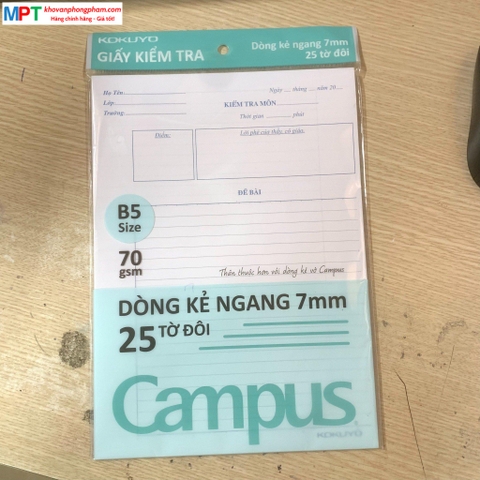 MPT khovanphongpham.com
Hàng chính hãng - Giá tốt!
KOKUYO
GIẤY KIỂM TRA
Dòng kẻ ngang 7mm
25 tờ đôi
Họ Tên:
Lớp:
Trường:
Ngày ... tháng ... năm 20...
KIỂM TRA MÔN
Thời gian ............ phút
Điểm:
Lời phê của thầy, cô giáo:
ĐỀ BÀI
B5
Size
70
gsm
Thân thuộc hơn với dòng kẻ vở Campus
DÒNG KẺ NGANG 7mm
25 TỜ ĐÔI
Campus
KOKUYO